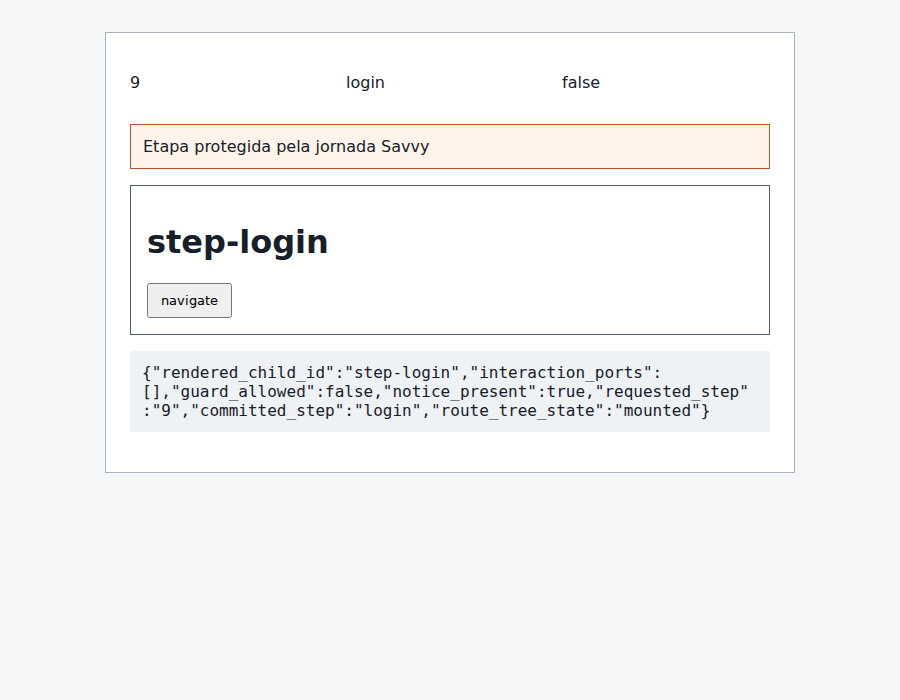 9 login false
Etapa protegida pela jornada Savvy
step-login
navigate
{"rendered_child_id":"step-login","interaction_ports":
[],"guard_allowed":false,"notice_present":true,"requested_step"
:"9","committed_step":"login","route_tree_state":"mounted"}